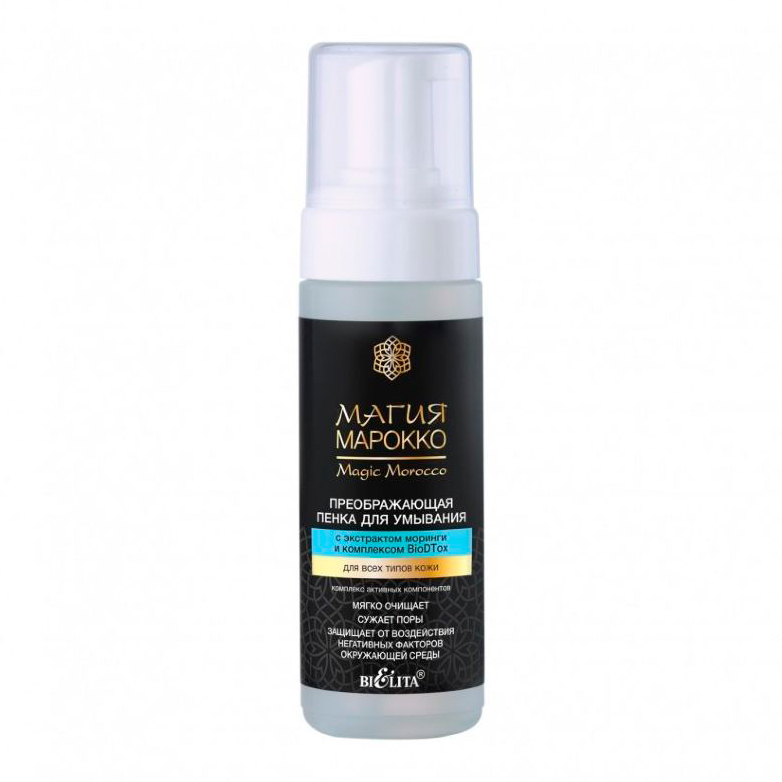 МАГИЯ
МАРОККО
Magic Morocco
ПРЕОБРАЖАЮЩАЯ
ПЕНКА ДЛЯ УМЫВАНИЯ
с экстрактом моринги
и комплексом BioDTox
для всех типов кожи
комплекс активных компонентов
МЯГКО ОЧИЩАЕТ
СУЖАЕТ ПОРЫ
ЗАЩИЩАЕТ ОТ ВОЗДЕЙСТВИЯ
НЕГАТИВНЫХ ФАКТОРОВ
ОКРУЖАЮЩЕЙ СРЕДЫ
BIELITA®